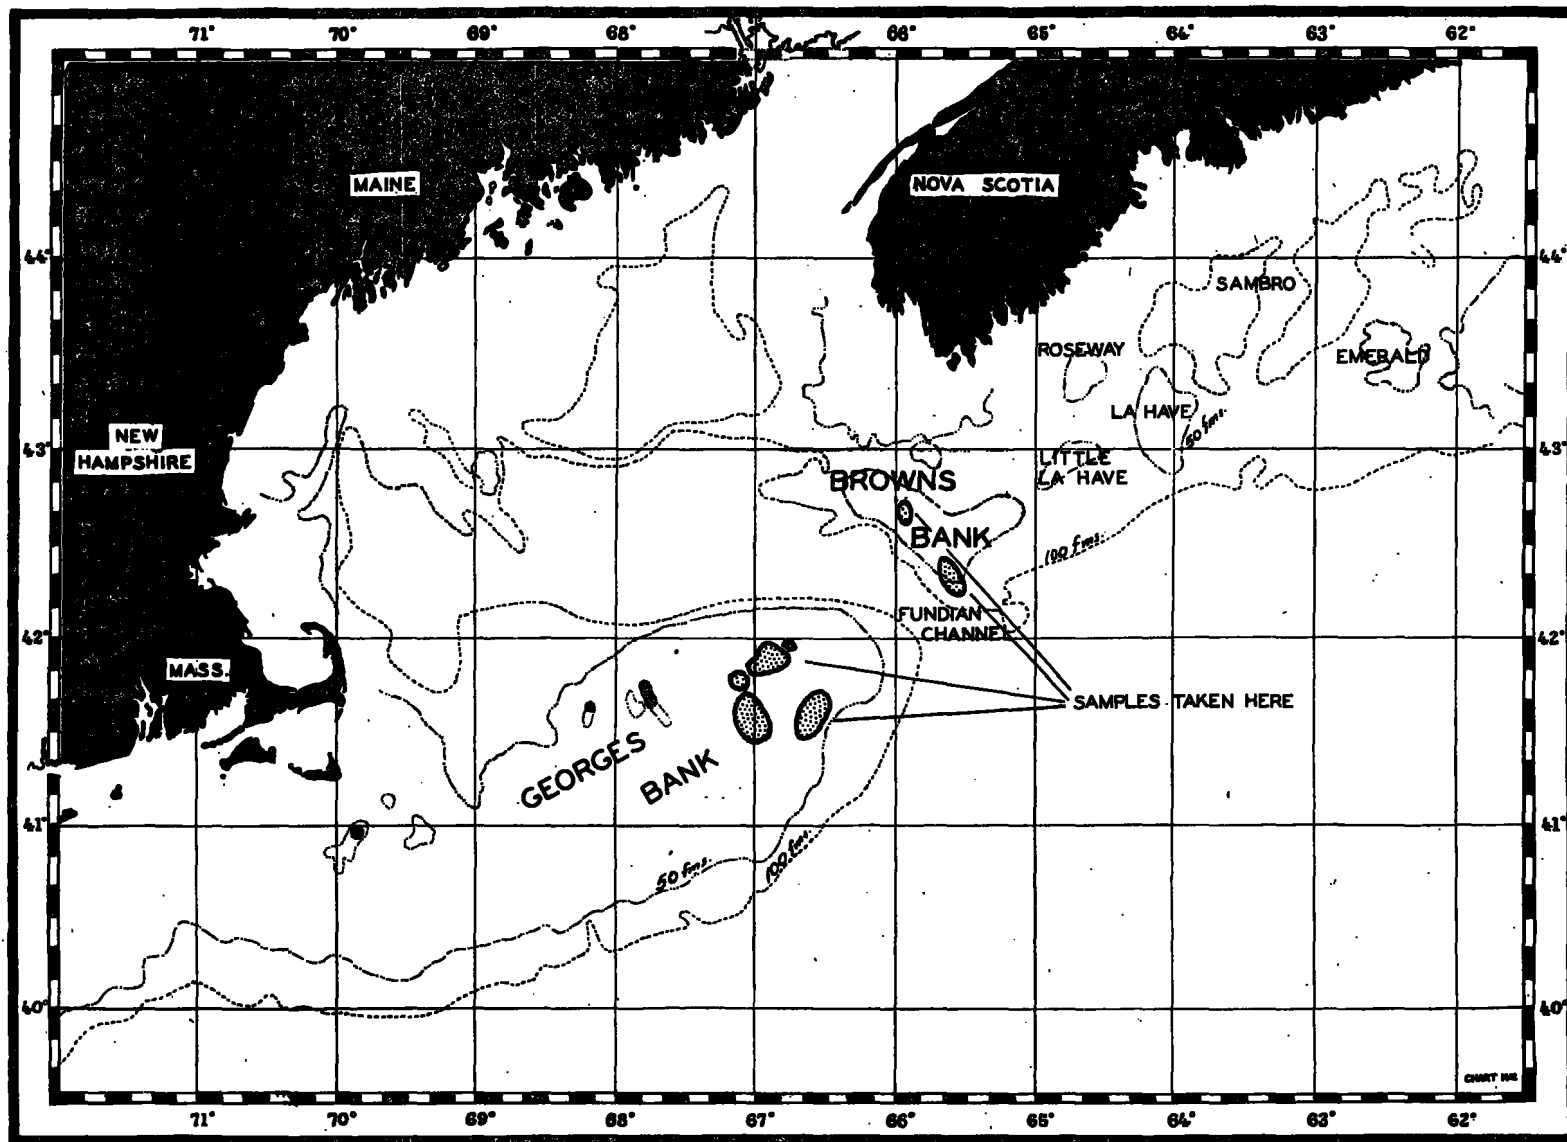 71° 70° 69° 68° 66° 65° 64° 63° 62°
MAINE
NOVA SCOTIA
44° 44°
SAMBRO
ROSEWAY
EMERALD
LA HAVE
50 fms.
NEW
HAMPSHIRE
43° 43°
LITTLE
LA HAVE
BROWNS
BANK
100 fms.
FUNDIAN
CHANNEL
42° 42°
MASS.
SAMPLES TAKEN HERE
GEORGES
BANK
41° 41°
50 fms.
100 fms.
40° 40°
71° 70° 69° 68° 67° 66° 65° 64° 63° 62°